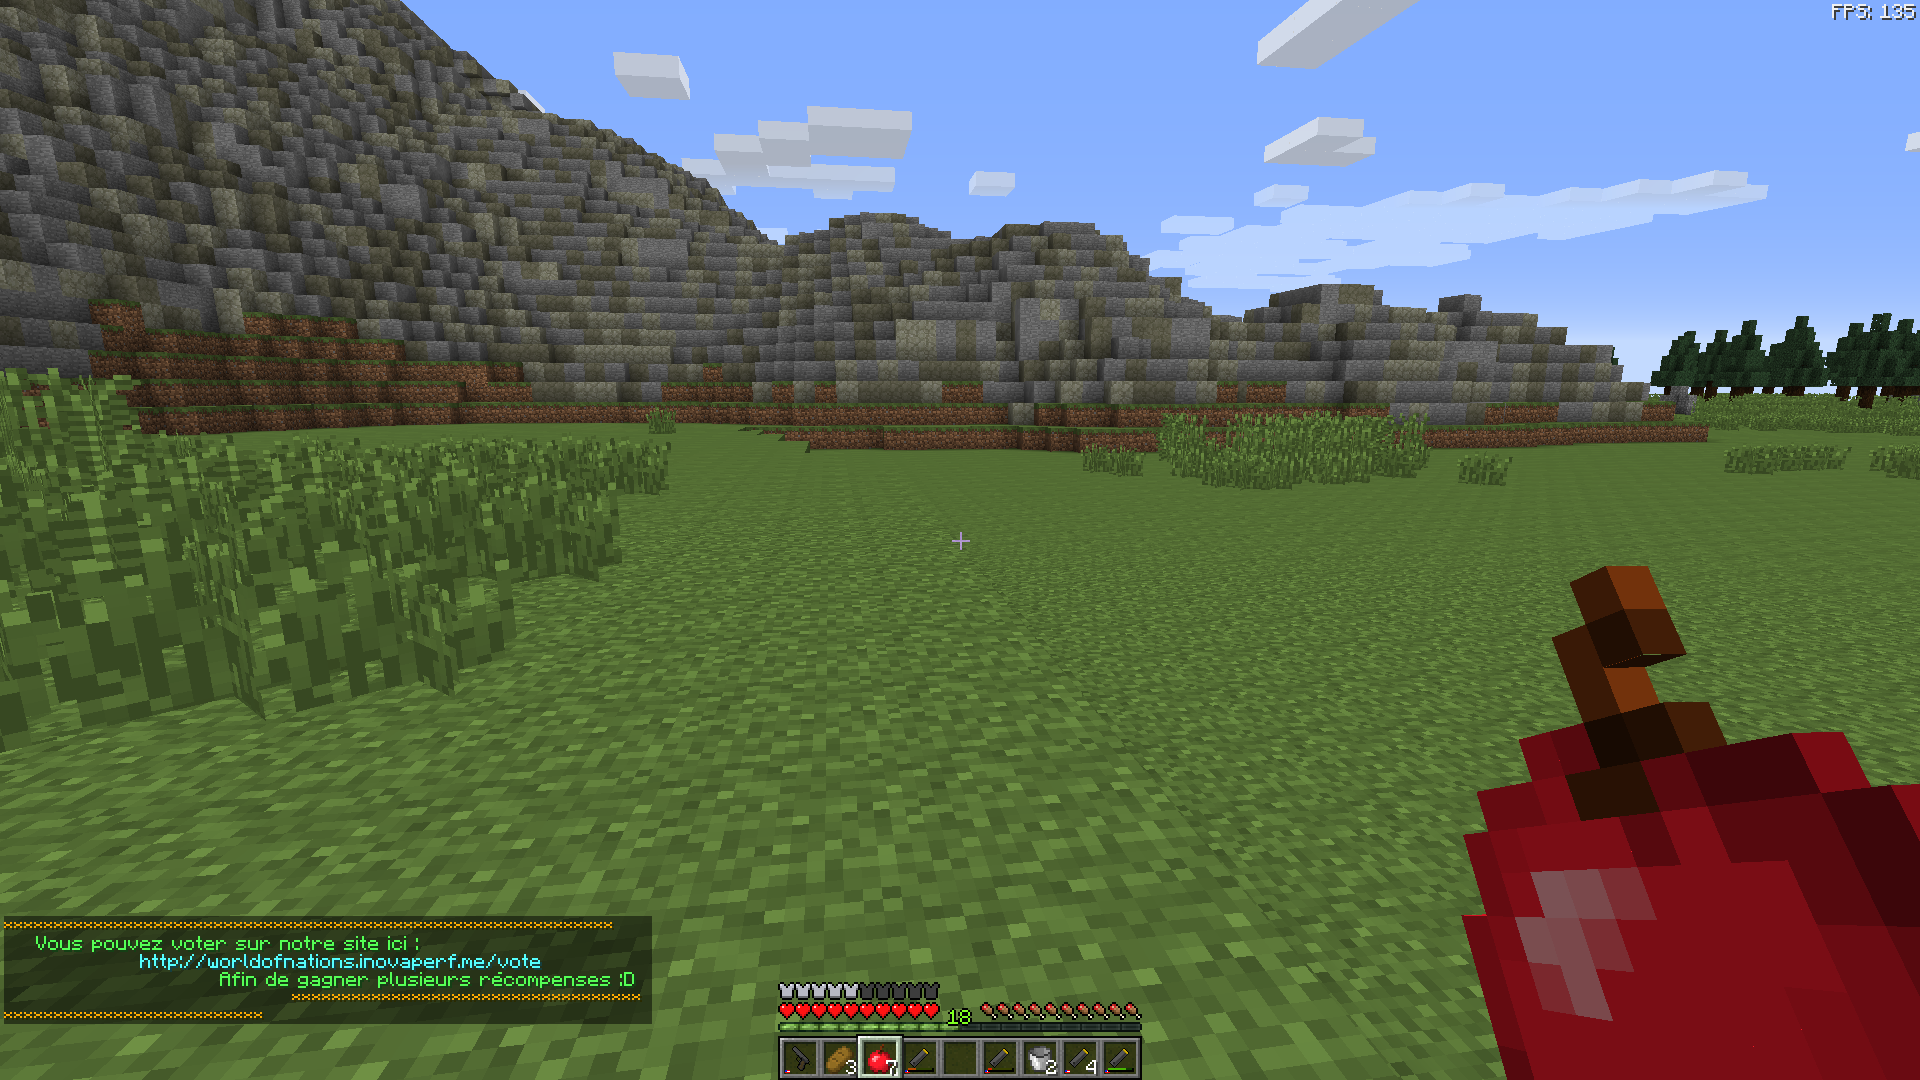 FPS: 135
Vous pouvez voter sur notre site ici :
http://worldofnations.inovaperf.me/vote
Afin de gagner plusieurs récompenses :D
18
3 7 2 4